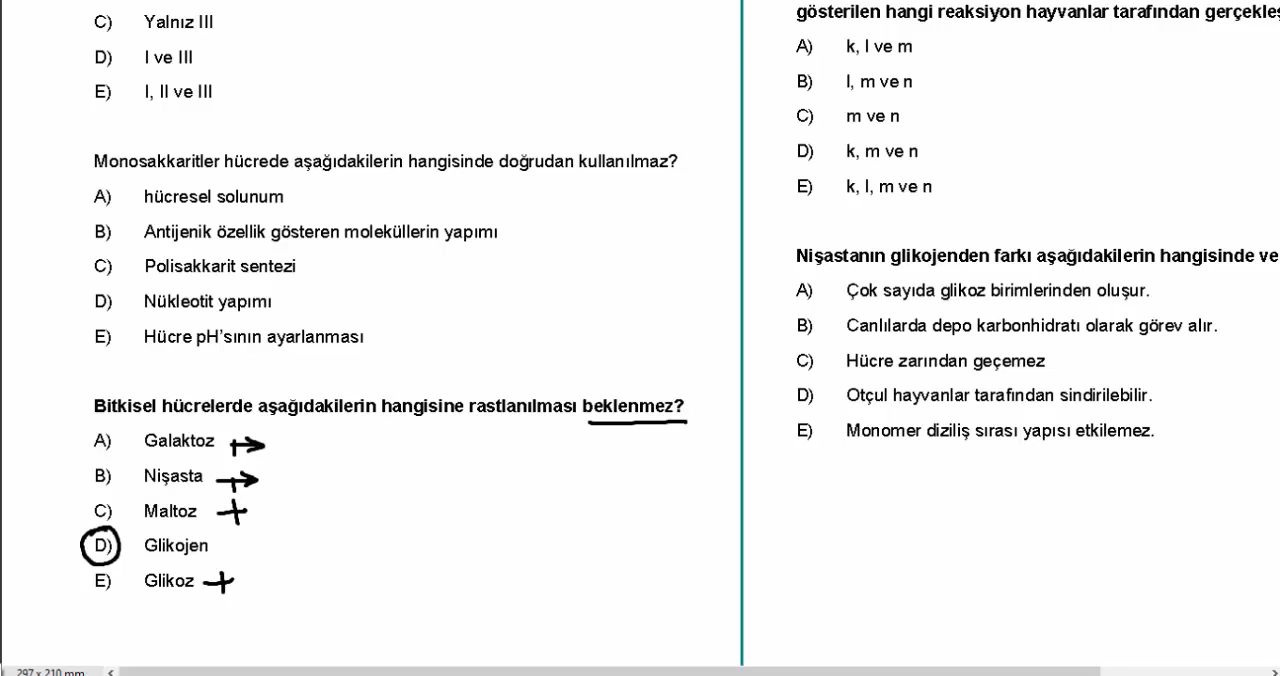 C) Yalnız III
D) I ve III
E) I, II ve III
Monosakkaritler hücrede aşağıdakilerin hangisinde doğrudan kullanılmaz?
A) hücresel solunum
B) Antijenik özellik gösteren moleküllerin yapımı
C) Polisakkarit sentezi
D) Nükleotit yapımı
E) Hücre pH'sının ayarlanması
Bitkisel hücrelerde aşağıdakilerin hangisine rastlanılması beklenmez?
A) Galaktoz
B) Nişasta
C) Maltoz
D) Glikojen
E) Glikoz
gösterilen hangi reaksiyon hayvanlar tarafından
A) k, l ve m
B) l, m ve n
C) m ve n
D) k, m ve n
E) k, l, m ve n
Nişastanın glikojenden farkı aşağıdakilerin hangisinde
A) Çok sayıda glikoz birimlerinden oluşur.
B) Canlılarda depo karbonhidratı olarak görev alır.
C) Hücre zarından geçemez
D) Otçul hayvanlar tarafından sindirilebilir.
E) Monomer diziliş sırası yapısı etkilemez.
297 x 210 mm